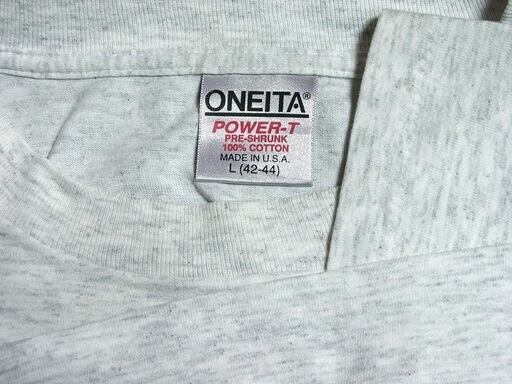 ONEITA®
POWER-T
PRE-SHRUNK
100% COTTON
MADE IN U.S.A.
L (42-44)